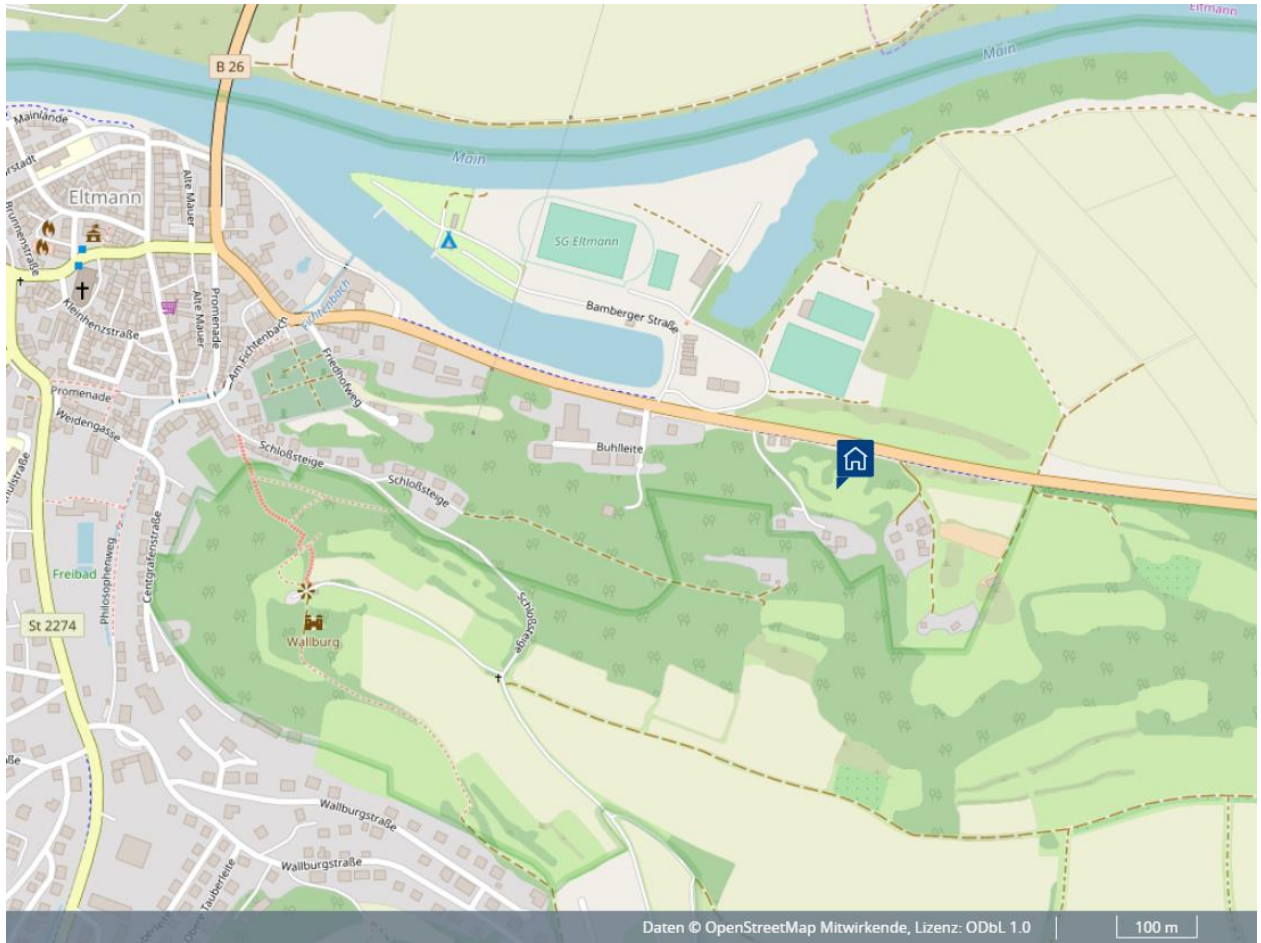 Eltmann
B 26
Main
Mainlände
Main
Alte Mauer
Eltmann
Brunnenstraße
SG Eltmann
Fichtenbach
Bamberger Straße
Kleinhenzstraße
Alte Mauer
Promenade
Am Fichtenbach
Friedhofweg
Promenade
Weidengasse
Schloßsteige
Buhlleite
Schloßsteige
Centgrafenstraße
Philosophenweg
Freibad
Schloßsteige
St 2274
Wallburg
Wallburgstraße
Wallburgstraße
Obere Tauberleite
Daten © OpenStreetMap Mitwirkende, Lizenz: ODbL 1.0
100 m